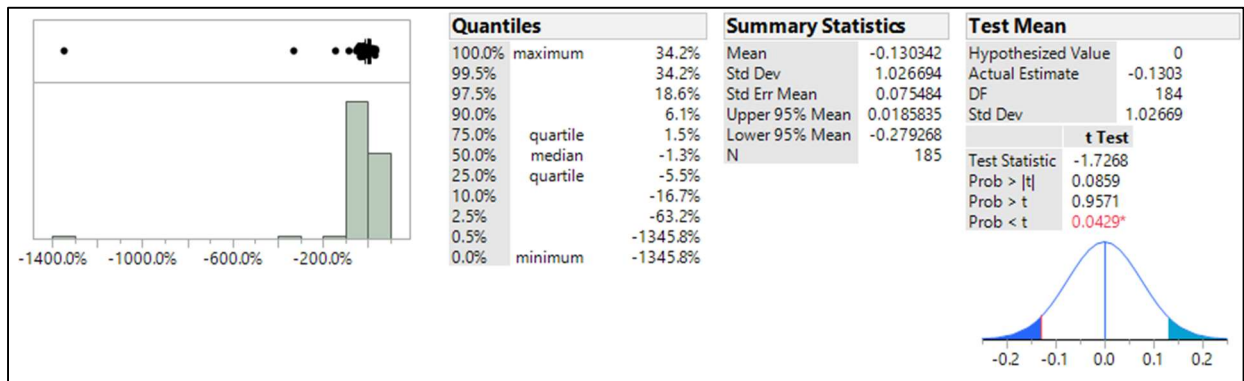 Quantiles
100.0% maximum 34.2%
99.5% 34.2%
97.5% 18.6%
90.0% 6.1%
75.0% quartile 1.5%
50.0% median -1.3%
25.0% quartile -5.5%
10.0% -16.7%
2.5% -63.2%
0.5% -1345.8%
0.0% minimum -1345.8%
-1400.0% -1000.0% -600.0% -200.0%
Summary Statistics
Mean -0.130342
Std Dev 1.026694
Std Err Mean 0.075484
Upper 95% Mean 0.0185835
Lower 95% Mean -0.279268
N 185
Test Mean
Hypothesized Value 0
Actual Estimate -0.1303
DF 184
Std Dev 1.02669
t Test
Test Statistic -1.7268
Prob > |t| 0.0859
Prob > t 0.9571
Prob < t 0.0429*
-0.2 -0.1 0.0 0.1 0.2